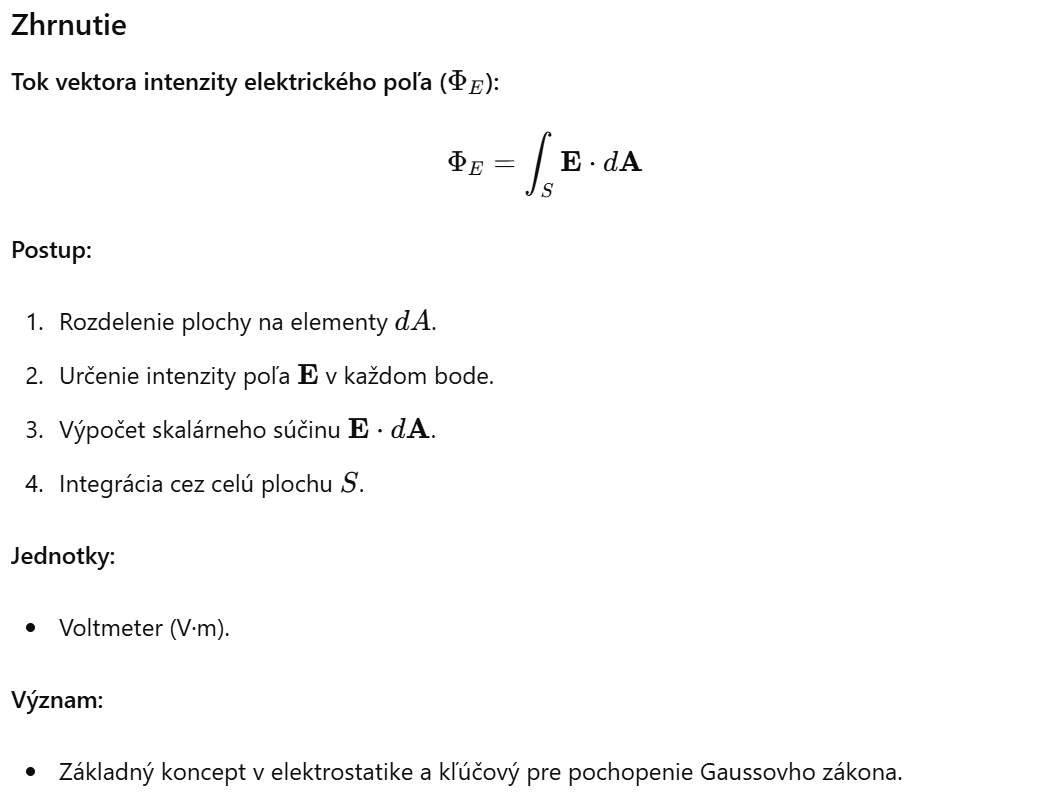 Zhrnutie
Tok vektora intenzity elektrického poľa (Φ_E):
Φ_E = ∫_S E · dA
Postup:
1. Rozdelenie plochy na elementy dA.
2. Určenie intenzity poľa E v každom bode.
3. Výpočet skalárneho súčinu E · dA.
4. Integrácia cez celú plochu S.
Jednotky:
• Voltmeter (V·m).
Význam:
• Základný koncept v elektrostatike a kľúčový pre pochopenie Gaussovho zákona.